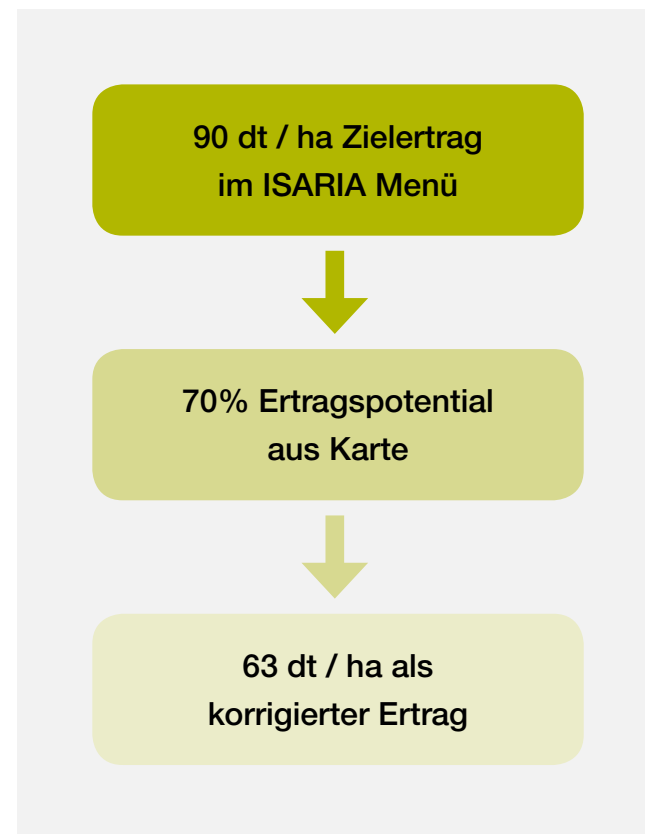 90 dt / ha Zielertrag
im ISARIA Menü
70% Ertragspotential
aus Karte
63 dt / ha als
korrigierter Ertrag